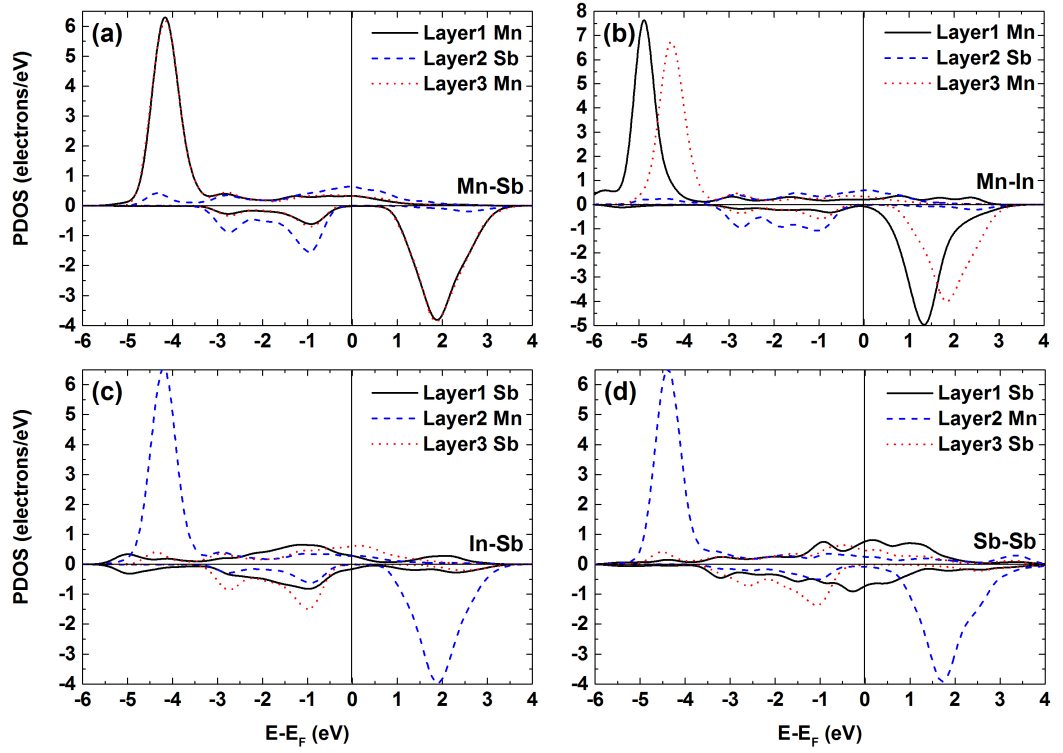 (a)
Layer1 Mn
Layer2 Sb
Layer3 Mn
Mn-Sb
PDOS (electrons/eV)
6
5
4
3
2
1
0
-1
-2
-3
-4
-6 -5 -4 -3 -2 -1 0 1 2 3 4
(b)
Layer1 Mn
Layer2 Sb
Layer3 Mn
Mn-In
8
7
6
5
4
3
2
1
0
-1
-2
-3
-4
-5
-6 -5 -4 -3 -2 -1 0 1 2 3 4
(c)
Layer1 Sb
Layer2 Mn
Layer3 Sb
In-Sb
PDOS (electrons/eV)
6
5
4
3
2
1
0
-1
-2
-3
-4
-6 -5 -4 -3 -2 -1 0 1 2 3 4
E-EF (eV)
(d)
Layer1 Sb
Layer2 Mn
Layer3 Sb
Sb-Sb
6
5
4
3
2
1
0
-1
-2
-3
-4
-6 -5 -4 -3 -2 -1 0 1 2 3 4
E-EF (eV)